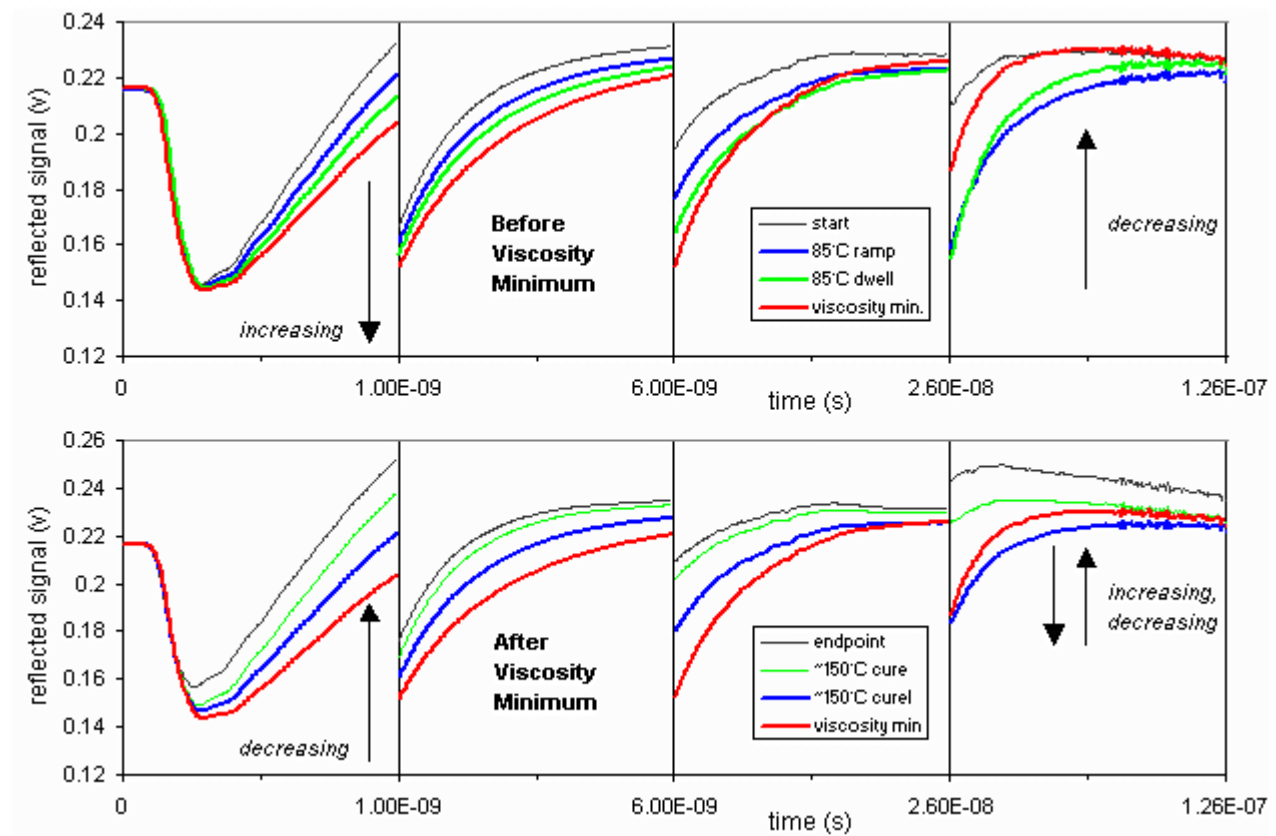 0.24
0.22
0.2
0.18
0.16
0.14
0.12
reflected signal (v)
increasing
Before
Viscosity
Minimum
start
85°C ramp
85°C dwell
viscosity min.
decreasing
0
1.00E-09
6.00E-09
2.60E-08
1.26E-07
time (s)
0.26
0.24
0.22
0.2
0.18
0.16
0.14
0.12
reflected signal (v)
decreasing
After
Viscosity
Minimum
endpoint
~150°C cure
~150°C curel
viscosity min
increasing,
decreasing
0
1.00E-09
6.00E-09
2.60E-08
1.26E-07
time (s)